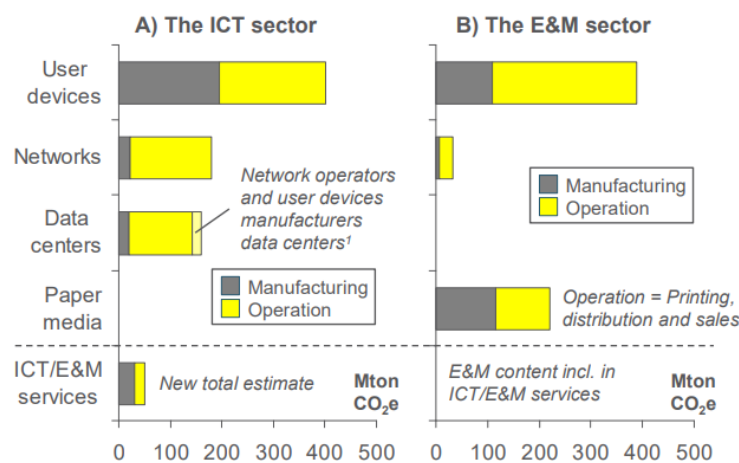 A) The ICT sector
B) The E&M sector
User
devices
Networks
Data
centers
Paper
media
ICT/E&M
services
Network operators
and user devices
manufacturers
data centers¹
Manufacturing
Operation
New total estimate
Mton
CO₂e
0 100 200 300 400 500
Manufacturing
Operation
Operation = Printing,
distribution and sales
E&M content incl. in
ICT/E&M services
Mton
CO₂e
0 100 200 300 400 500